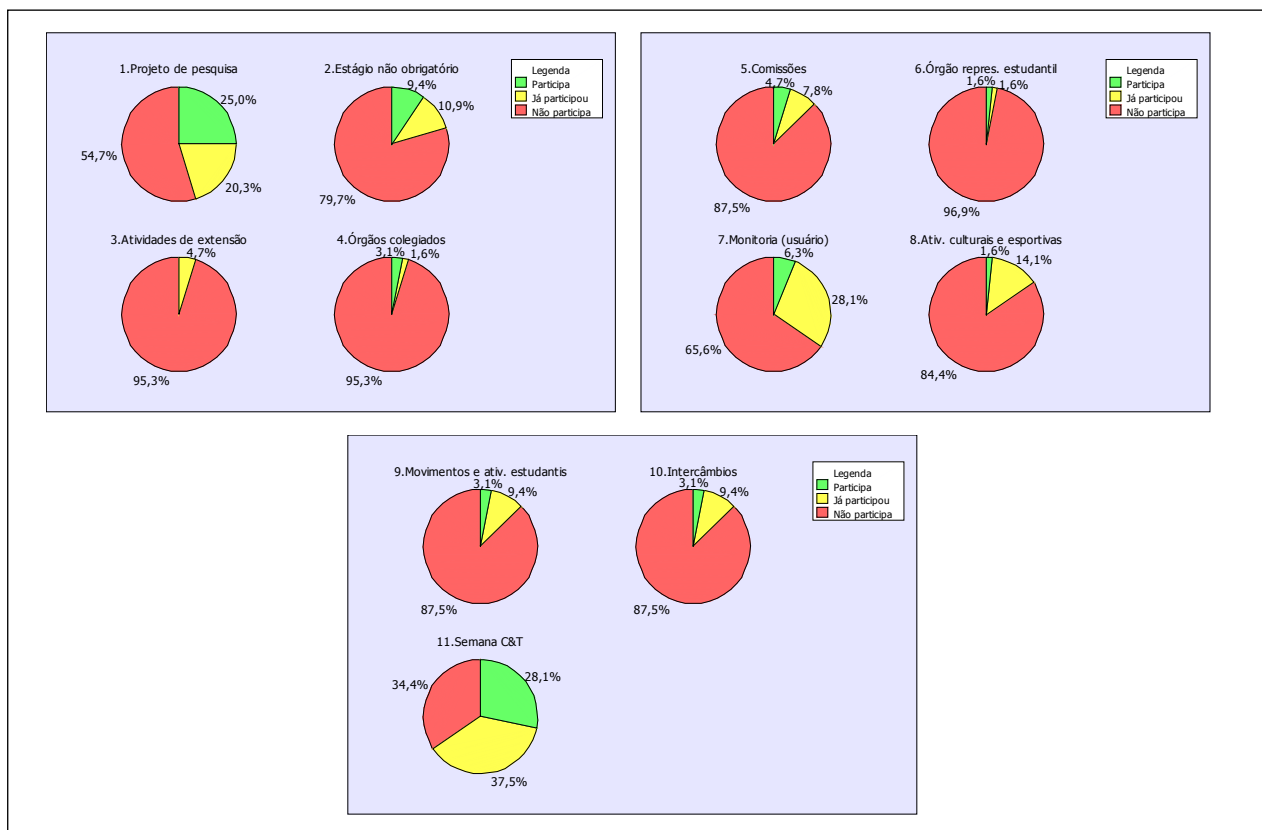 1.Projeto de pesquisa
25,0%
20,3%
54,7%
2.Estágio não obrigatório
9,4%
10,9%
79,7%
Legenda
Participa
Já participou
Não participa
3.Atividades de extensão
4,7%
95,3%
4.Órgãos colegiados
3,1%
1,6%
95,3%
5.Comissões
4,7%
7,8%
87,5%
6.Órgão repres. estudantil
1,6%
1,6%
96,9%
Legenda
Participa
Já participou
Não participa
7.Monitoria (usuário)
6,3%
28,1%
65,6%
8.Ativ. culturais e esportivas
1,6%
14,1%
84,4%
9.Movimentos e ativ. estudantis
3,1%
9,4%
87,5%
10.Intercâmbios
3,1%
9,4%
87,5%
Legenda
Participa
Já participou
Não participa
11.Semana C&T
28,1%
34,4%
37,5%